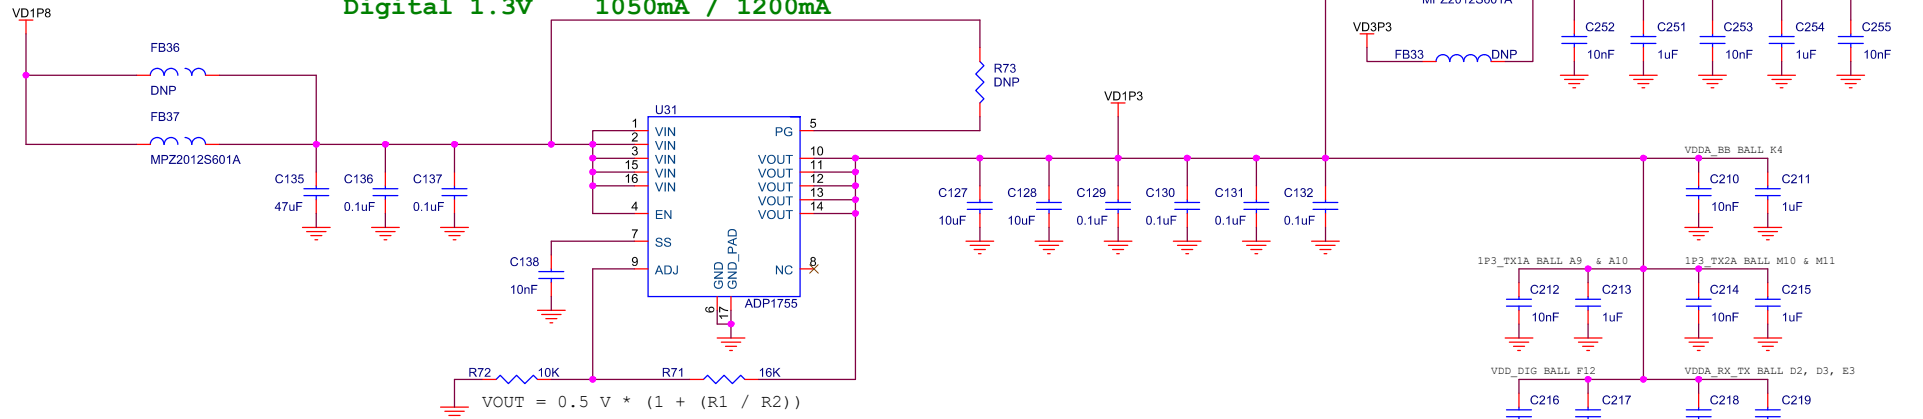 Digital 1.3V 1050mA / 1200mA
MPZ2012S601A
VD1P8
FB36
DNP
FB37
MPZ2012S601A
C135
47uF
C136
0.1uF
C137
0.1uF
R73
DNP
U31
1 VIN
2 VIN
3 VIN
15 VIN
16 VIN
4 EN
7 SS
9 ADJ
PG 5
VOUT 10
VOUT 11
VOUT 12
VOUT 13
VOUT 14
NC 8
GND 6
GND_PAD 17
ADP1755
C138
10nF
R72 10K
R71 16K
VOUT = 0.5 V * (1 + (R1 / R2))
VD1P3
C127
10uF
C128
10uF
C129
0.1uF
C130
0.1uF
C131
0.1uF
C132
0.1uF
VD3P3
FB33 DNP
C252
10nF
C251
1uF
C253
10nF
C254
1uF
C255
10nF
VDDA_BB BALL K4
C210
10nF
C211
1uF
1P3_TX1A BALL A9 & A10
C212
10nF
C213
1uF
1P3_TX2A BALL M10 & M11
C214
10nF
C215
1uF
VDD_DIG BALL F12
C216
C217
VDDA_RX_TX BALL D2, D3, E3
C218
C219